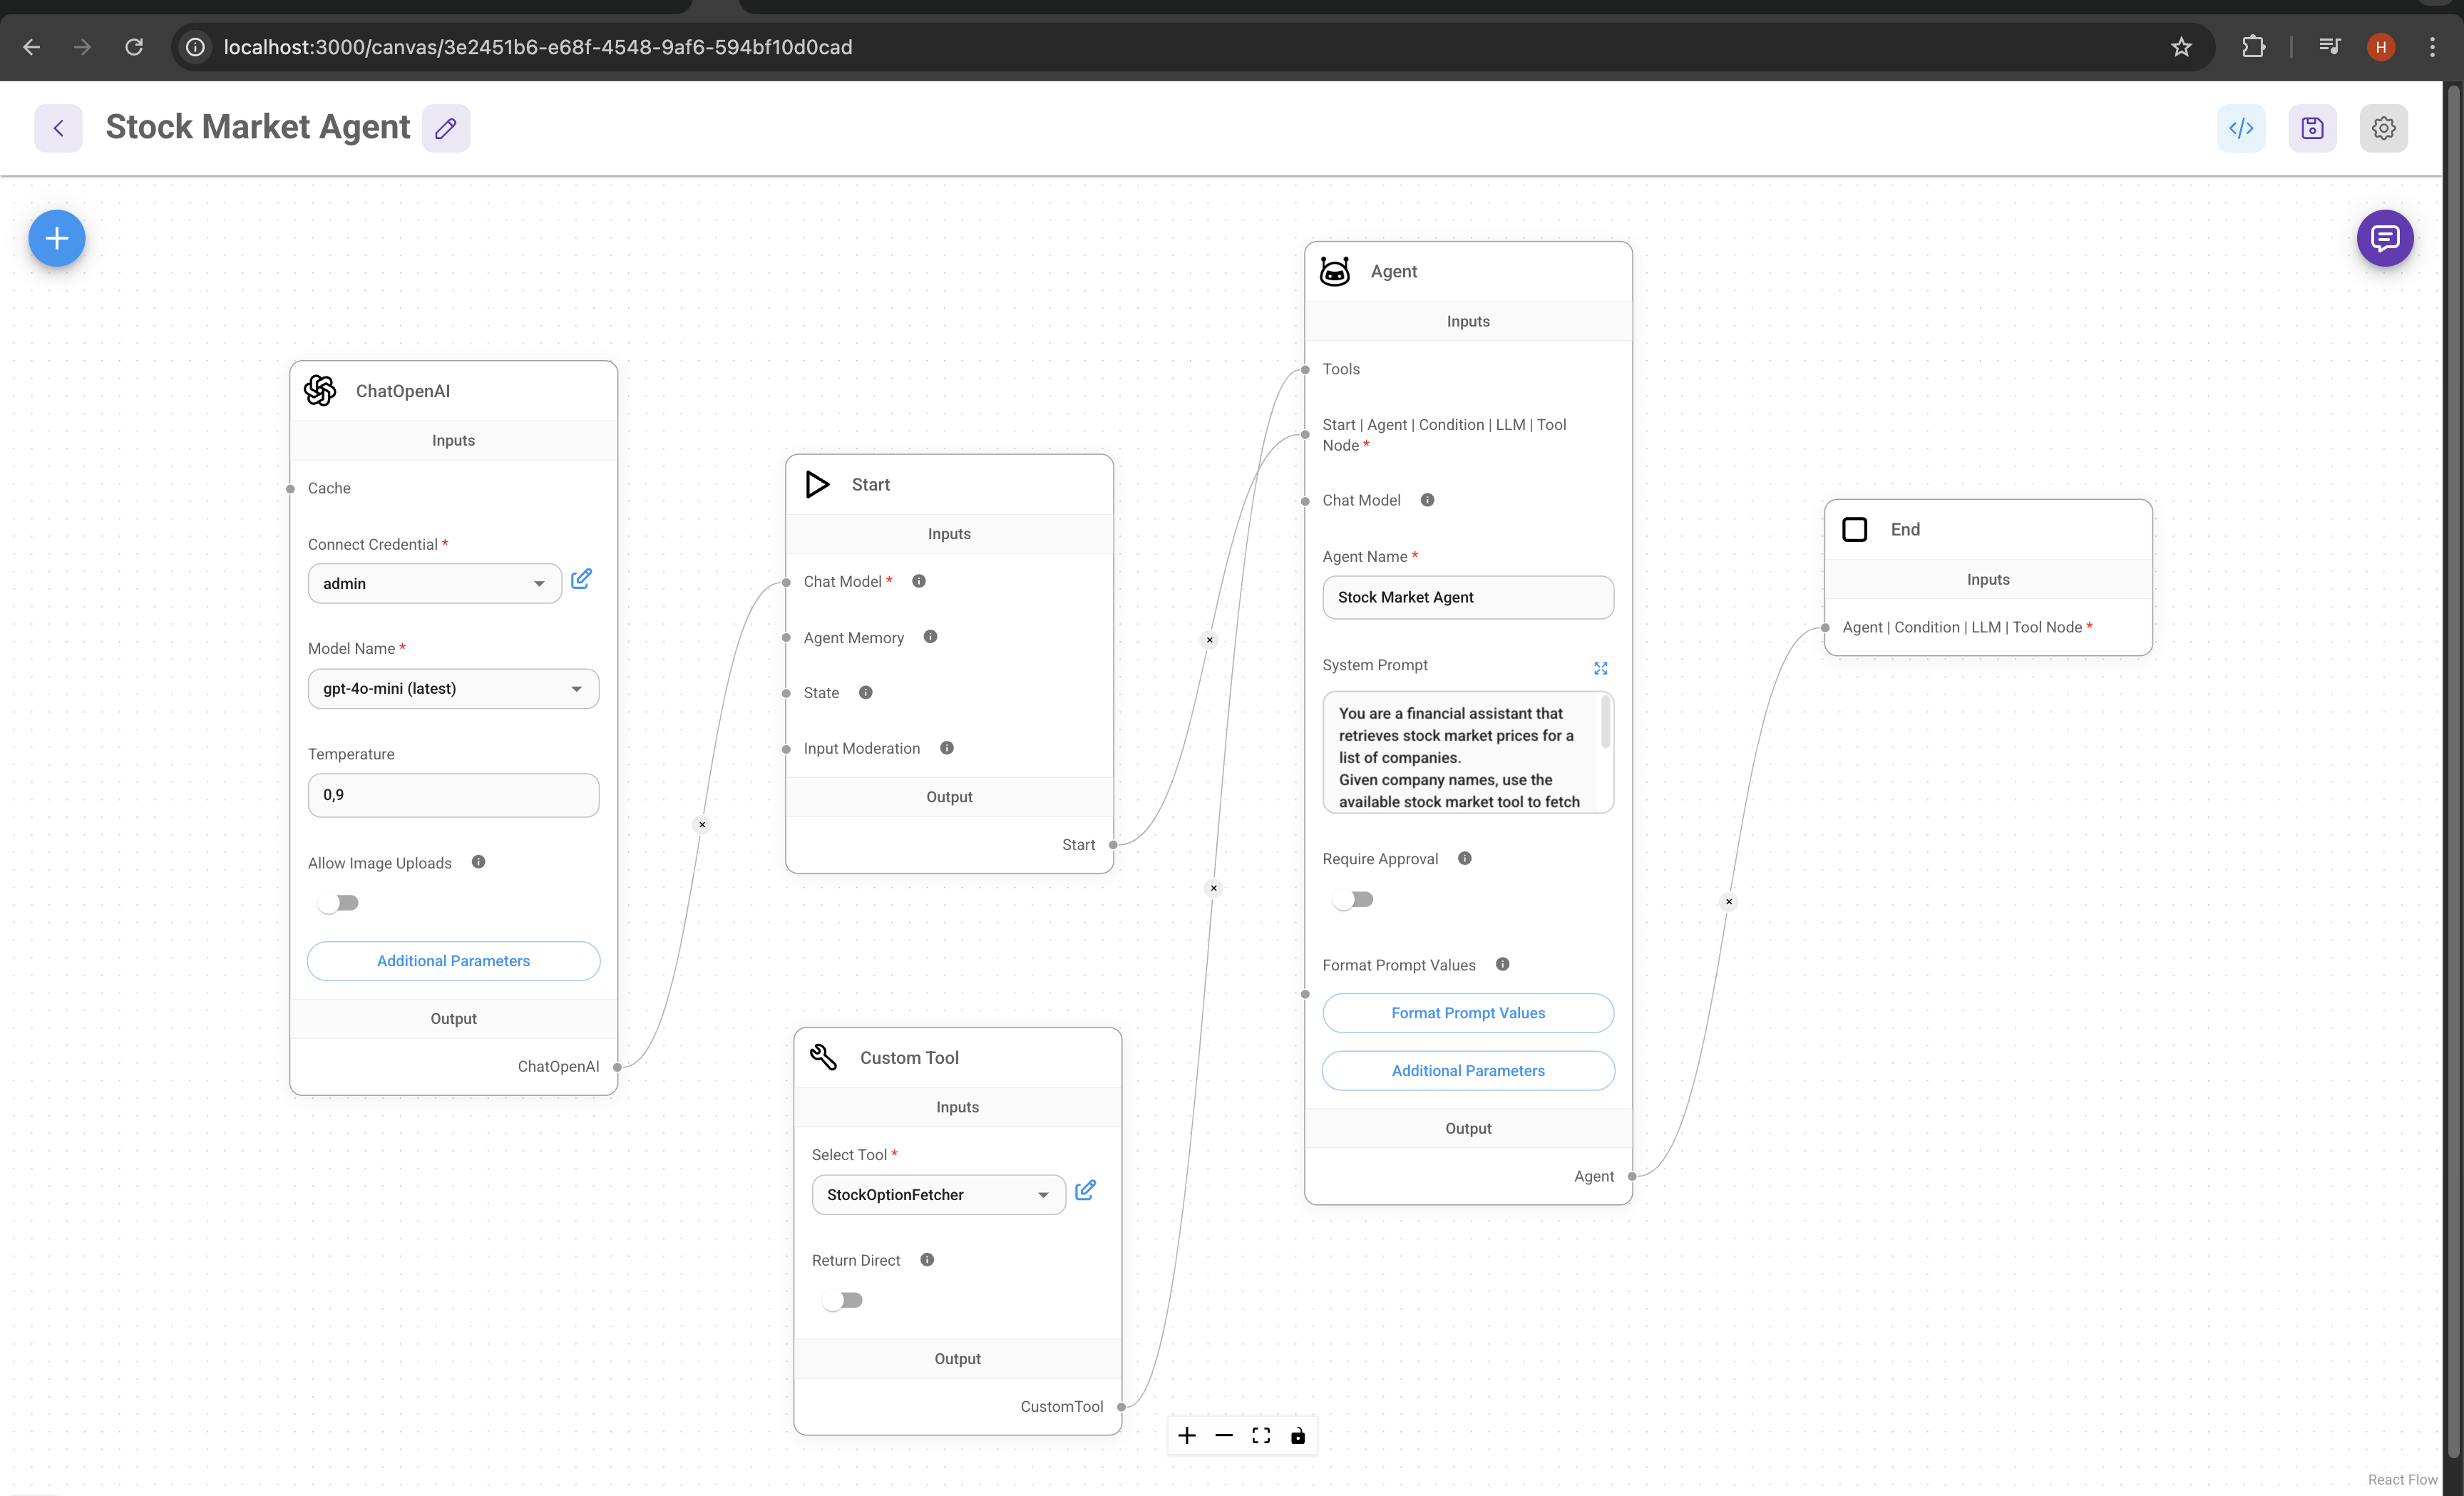 localhost:3000/canvas/3e2451b6-e68f-4548-9af6-594bf10d0cad
H
Stock Market Agent
ChatOpenAI
Inputs
Cache
Connect Credential *
admin
Model Name *
gpt-4o-mini (latest)
Temperature
0,9
Allow Image Uploads
Additional Parameters
Output
ChatOpenAI
Start
Inputs
Chat Model *
Agent Memory
State
Input Moderation
Output
Start
Custom Tool
Inputs
Select Tool *
StockOptionFetcher
Return Direct
Output
CustomTool
Agent
Inputs
Tools
Start | Agent | Condition | LLM | Tool
Node *
Chat Model
Agent Name *
Stock Market Agent
System Prompt
You are a financial assistant that
retrieves stock market prices for a
list of companies.
Given company names, use the
available stock market tool to fetch
Require Approval
Format Prompt Values
Format Prompt Values
Additional Parameters
Output
Agent
End
Inputs
Agent | Condition | LLM | Tool Node *
React Flow